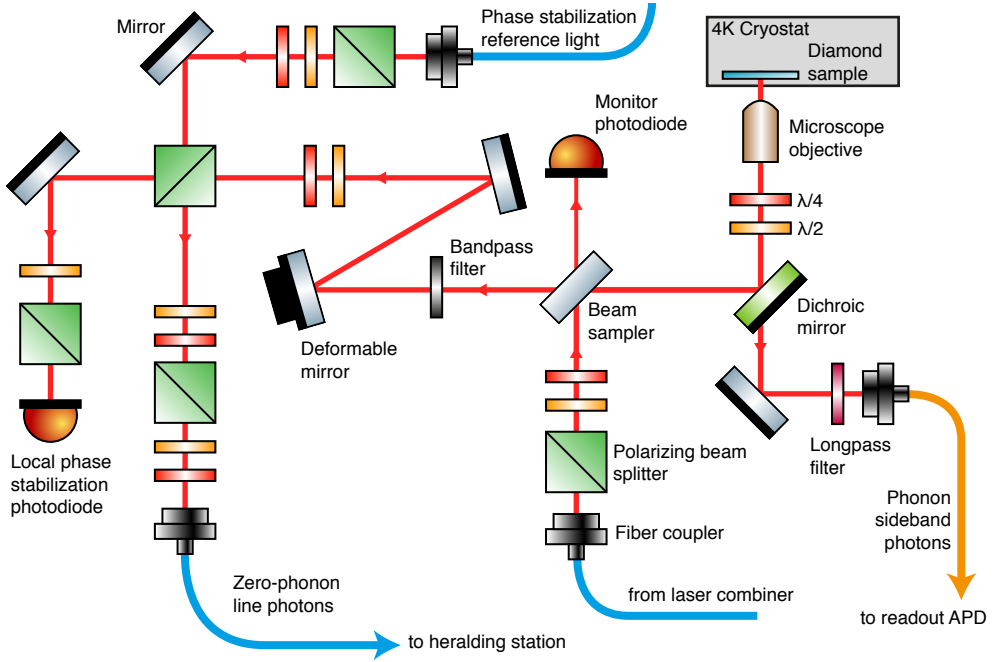 Mirror
Phase stabilization
reference light
4K Cryostat
Diamond
sample
Monitor
photodiode
Microscope
objective
λ/4
λ/2
Bandpass
filter
Beam
sampler
Dichroic
mirror
Deformable
mirror
Local phase
stabilization
photodiode
Polarizing beam
splitter
Longpass
filter
Fiber coupler
Phonon
sideband
photons
Zero-phonon
line photons
from laser combiner
to readout APD
to heralding station